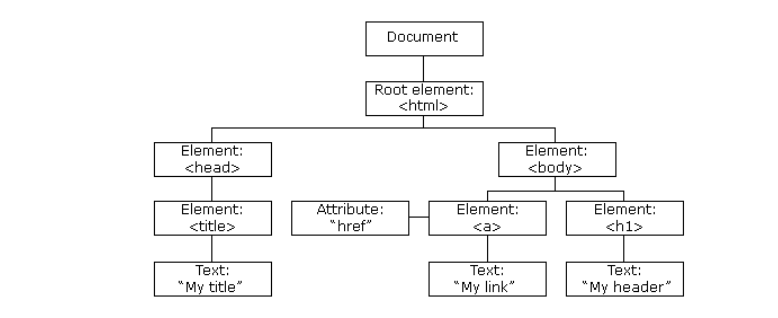 Document
Root element:
<html>
Element:
<head>
Element:
<body>
Element:
<title>
Attribute:
“href”
Element:
<a>
Element:
<h1>
Text:
“My title”
Text:
“My link”
Text:
“My header”